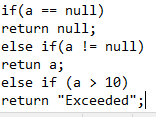 if(a == null)
return null;
else if(a != null)
retun a;
else if (a > 10)
return "Exceeded";